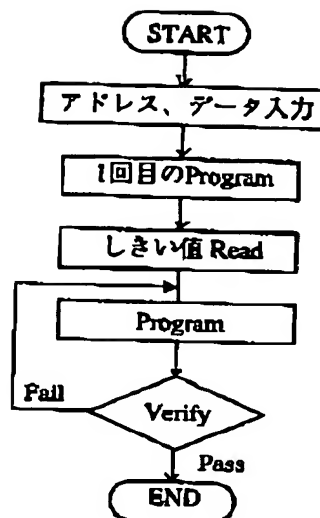 START
アドレス、データ入力
1回目のProgram
しきい値 Read
Program
Fail
Verify
Pass
END